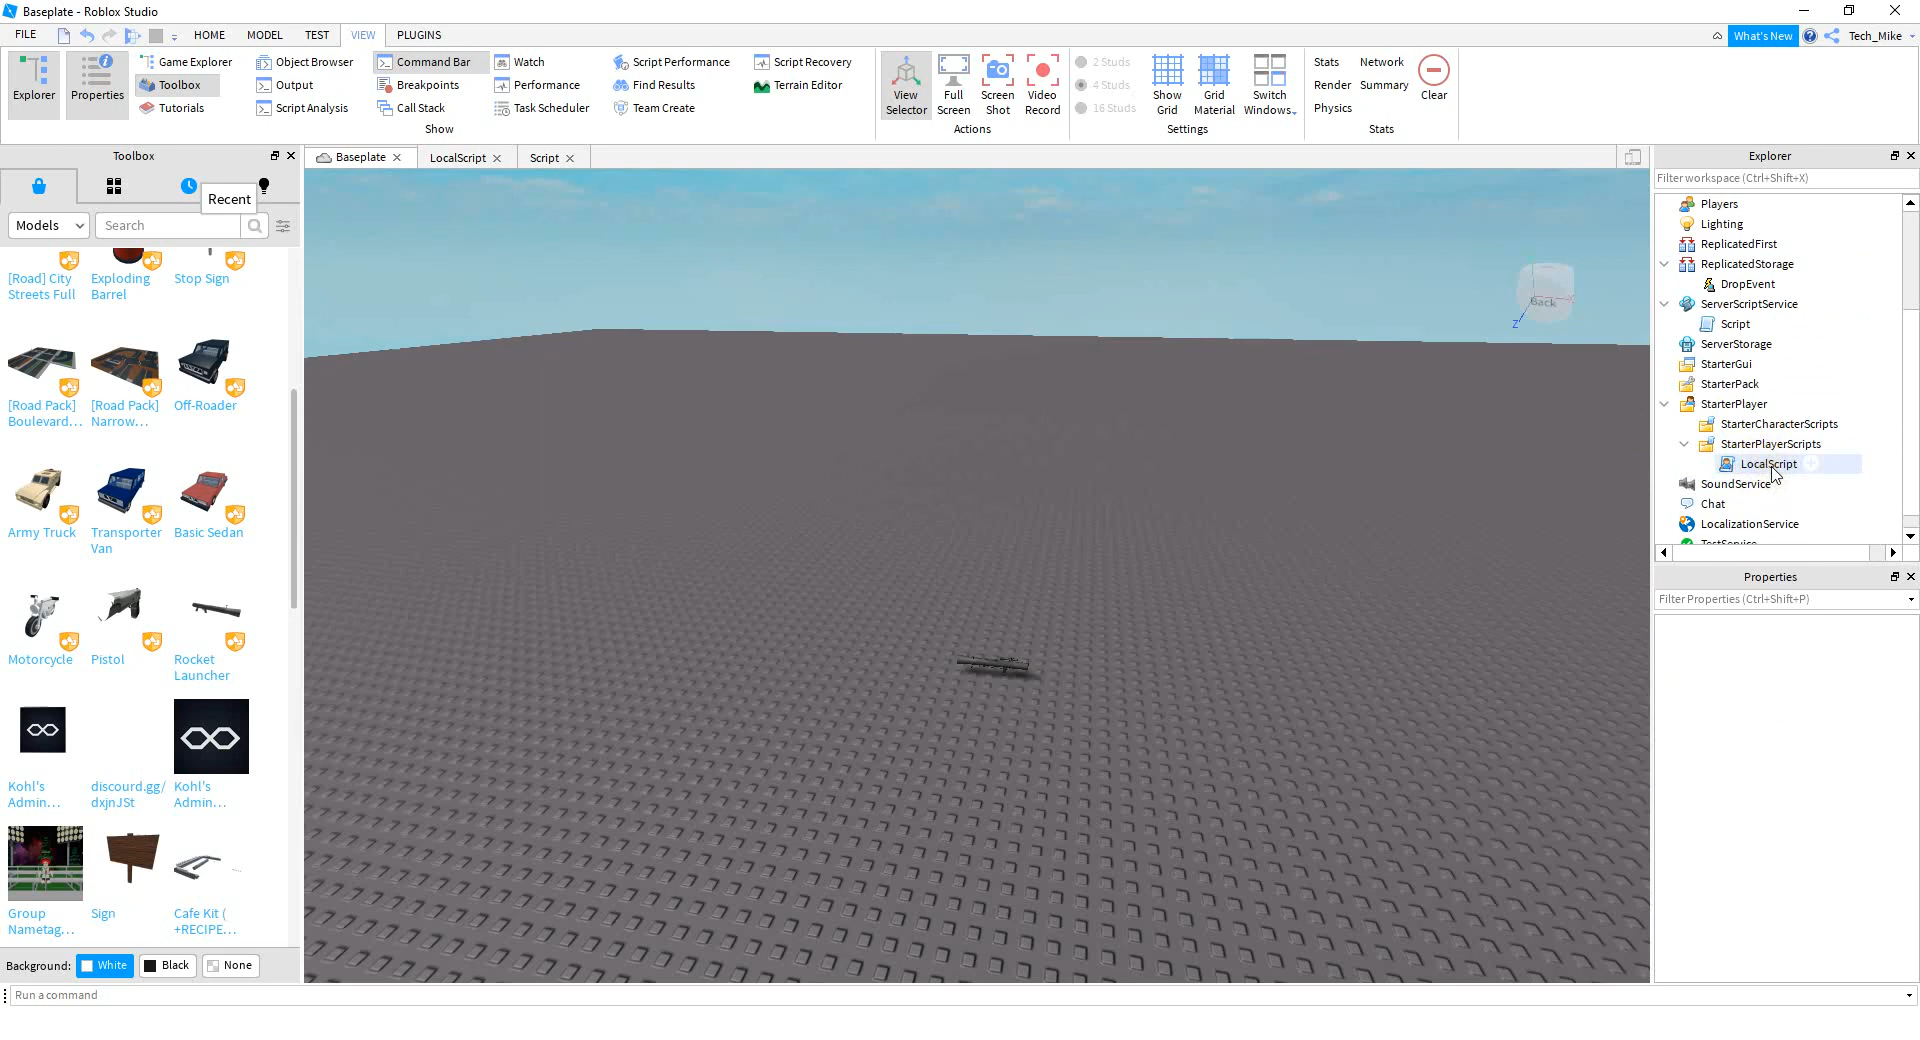 Baseplate - Roblox Studio
FILE HOME MODEL TEST VIEW PLUGINS What's New Tech_Mike
Explorer
Properties
Game Explorer
Toolbox
Tutorials
Object Browser
Output
Script Analysis
Command Bar
Breakpoints
Call Stack
Watch
Performance
Task Scheduler
Script Performance
Find Results
Team Create
Script Recovery
Terrain Editor
Show
View
Selector
Full
Screen
Screen
Shot
Video
Record
Actions
2 Studs
4 Studs
16 Studs
Show
Grid
Grid
Material
Switch
Windows
Settings
Stats Network
Render Summary
Physics
Clear
Stats
Toolbox
Recent
Models Search
[Road] City
Streets Full
Exploding
Barrel
Stop Sign
[Road Pack]
Boulevard...
[Road Pack]
Narrow...
Off-Roader
Army Truck
Transporter
Van
Basic Sedan
Motorcycle
Pistol
Rocket
Launcher
Kohl's
Admin...
discourd.gg/
dxjnJSt
Kohl's
Admin...
Group
Nametag...
Sign
Cafe Kit (
+RECIPE...
Background: White Black None
Run a command
Baseplate LocalScript Script
Back
Z
Explorer
Filter workspace (Ctrl+Shift+X)
Players
Lighting
ReplicatedFirst
ReplicatedStorage
DropEvent
ServerScriptService
Script
ServerStorage
StarterGui
StarterPack
StarterPlayer
StarterCharacterScripts
StarterPlayerScripts
LocalScript
SoundService
Chat
LocalizationService
TestService
Properties
Filter Properties (Ctrl+Shift+P)